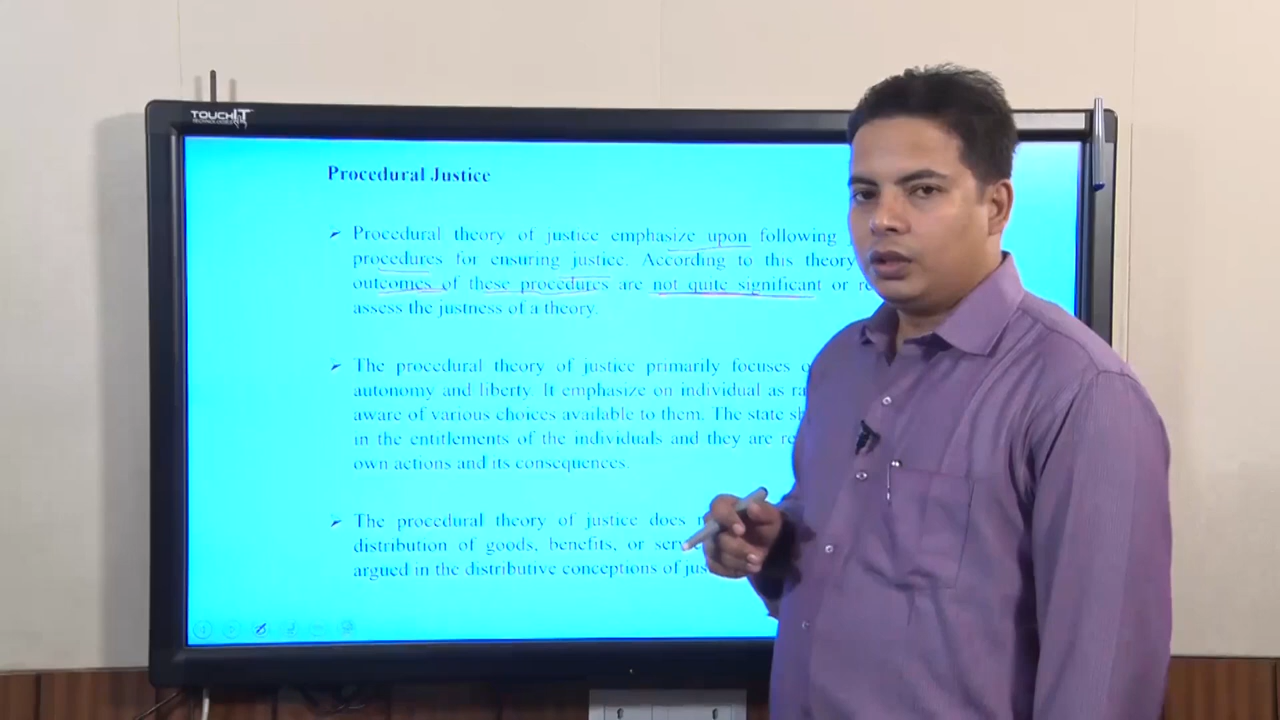 TOUCHIT
TECHNOLOGIES
Procedural Justice
➢ Procedural theory of justice emphasize upon following
procedures for ensuring justice. According to this theory
outcomes of these procedures are not quite significant or
assess the justness of a theory.
➢ The procedural theory of justice primarily focuses
autonomy and liberty. It emphasize on individual as
aware of various choices available to them. The state
in the entitlements of the individuals and they are
own actions and its consequences.
➢ The procedural theory of justice does
distribution of goods, benefits, or
argued in the distributive conceptions of